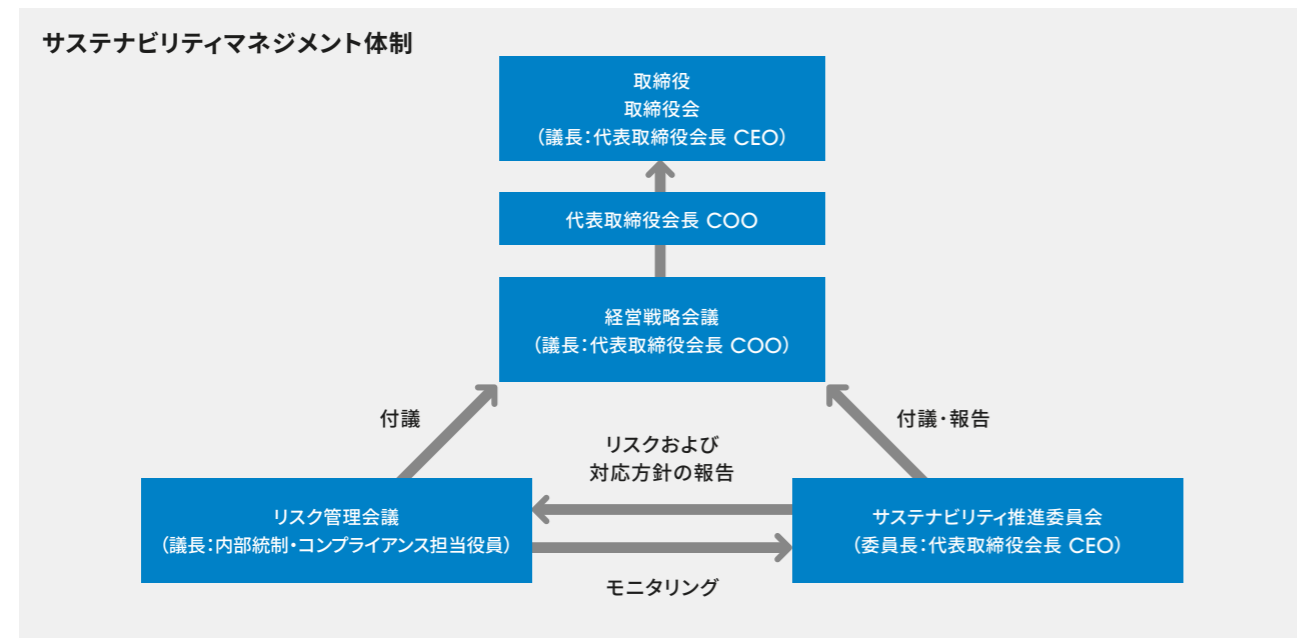 サステナビリティマネジメント体制
取締役
取締役会
（議長：代表取締役会長 CEO）
代表取締役会長 COO
経営戦略会議
（議長：代表取締役会長 COO）
付議
付議・報告
リスクおよび
対応方針の報告
リスク管理会議
（議長：内部統制・コンプライアンス担当役員）
サステナビリティ推進委員会
（委員長：代表取締役会長 CEO）
モニタリング